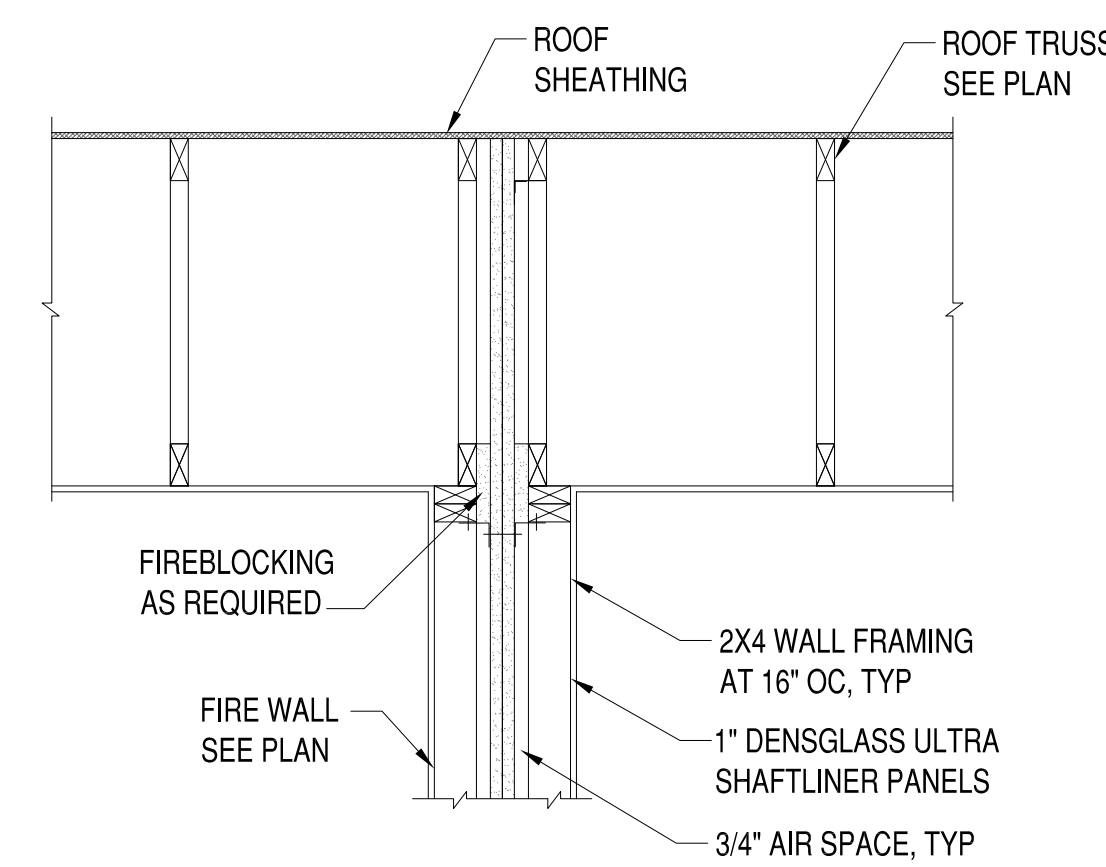 ROOF
SHEATHING
ROOF TRUSS
SEE PLAN
FIREBLOCKING
AS REQUIRED
FIRE WALL
SEE PLAN
2X4 WALL FRAMING
AT 16" OC, TYP
1" DENSGLASS ULTRA
SHAFTLINER PANELS
3/4" AIR SPACE, TYP